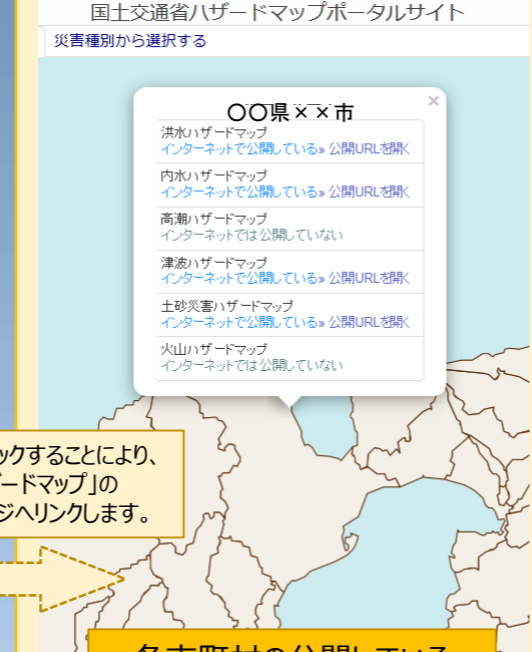 国土交通省ハザードマップポータルサイト
災害種別から選択する
×
〇〇県××市
洪水ハザードマップ
インターネットで公開している» 公開URLを開く
内水ハザードマップ
インターネットで公開している» 公開URLを開く
高潮ハザードマップ
インターネットでは公開していない
津波ハザードマップ
インターネットで公開している» 公開URLを開く
土砂災害ハザードマップ
インターネットで公開している» 公開URLを開く
火山ハザードマップ
インターネットでは公開していない
ックすることにより、
ードマップ」の
ジへリンクします。
各市町村の公開している